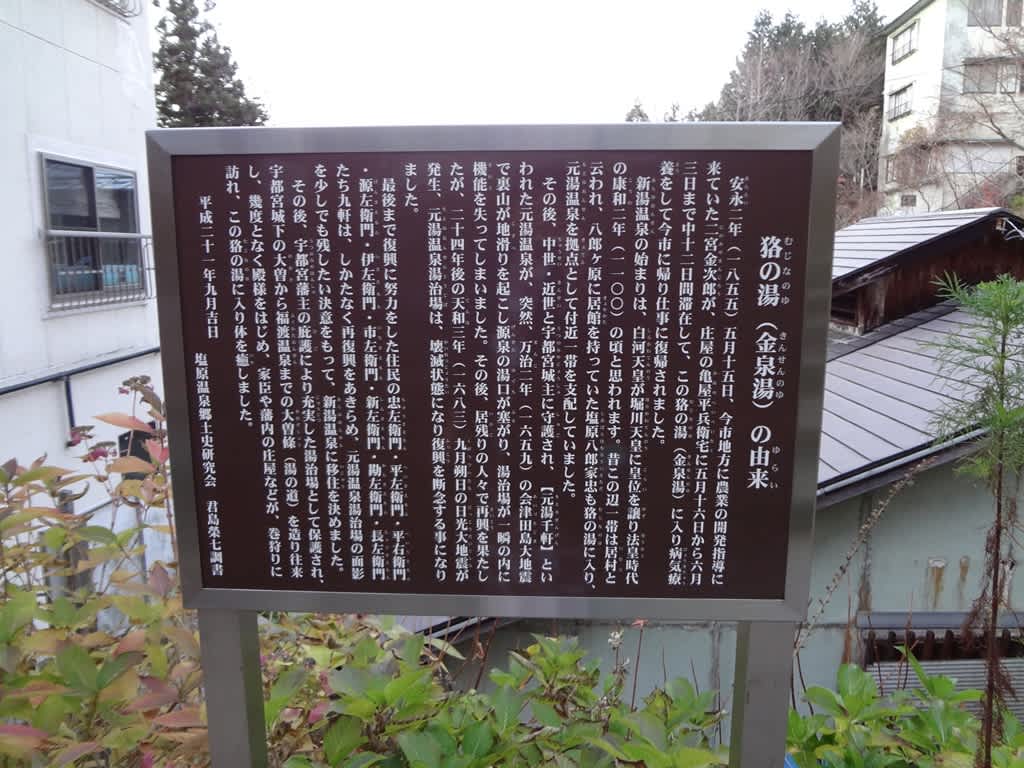 狢の湯（金泉湯）の由来
安永二年（一八五五）五月十五日、今市地方に農業の開発指導に
来ていた二宮金次郎が、庄屋の亀屋平兵衛宅に五月十六日から六月
三日まで中十二日間滞在して、この狢の湯（金泉湯）に入り病気療
養をして今市に帰り仕事に復帰されました。
新湯温泉の始まりは、白河天皇が堀川天皇に皇位を譲り法皇時代
の康和二年（一一〇〇）の頃と思われます。昔この辺一帯は居村と
云われ、八郎ヶ原に居館を持っていた塩原八郎家忠も狢の湯に入り、
元湯温泉を拠点として付近一帯を支配していました。
その後、中世・近世と宇都宮城主に守護され、【元湯千軒】とい
われた元湯温泉が、突然、万治二年（一六五九）の会津田島大地震
で裏山が地滑りを起こし源泉の湯口が塞がり、湯治場が一瞬の内に
機能を失ってしまいました。その後、居残りの人々で再興を果たし
たが、二十四年後の天和三年（一六八三）九月朔日の日光大地震が
発生、元湯温泉湯治場は、壊滅状態になり復興を断念する事になり
ました。
最後まで復興に努力をした住民の忠左衛門・平左衛門・平右衛門
・源左衛門・伊左衛門・市左衛門・新左衛門・勘左衛門・長左衛門
たち九軒は、しかたなく再復興をあきらめ、元湯温泉湯治場の面影
を少しでも残したい決意をもって、新湯温泉に移住を決めました。
その後、宇都宮藩主の庇護により充実した湯治場として保護され、
宇都宮城下の大曽から福渡温泉までの大曽條（湯の道）を造り往来
し、幾度となく殿様をはじめ、家臣や藩内の庄屋などが、巻狩りに
訪れ、この狢の湯に入り体を癒しました。
平成二十一年九月吉日　塩原温泉郷土史研究会　君島榮七調書